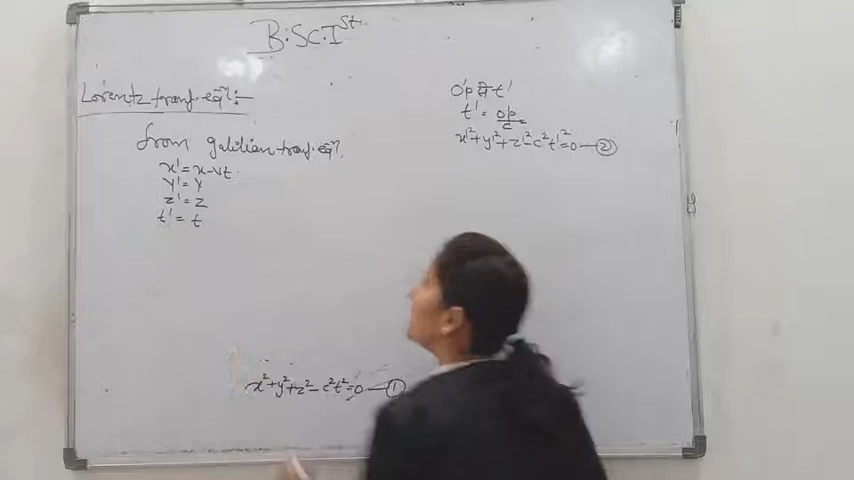 B.Sc.I St.
Lorentz transf. eqn:-
from galilian transf. eqn.
x' = x-vt
y' = y
z' = z
t' = t
x²+y²+z²-c²t²=0 —①
O'P से t'
t' = O'P/c
x'²+y'²+z'²-c²t'²=0 —②